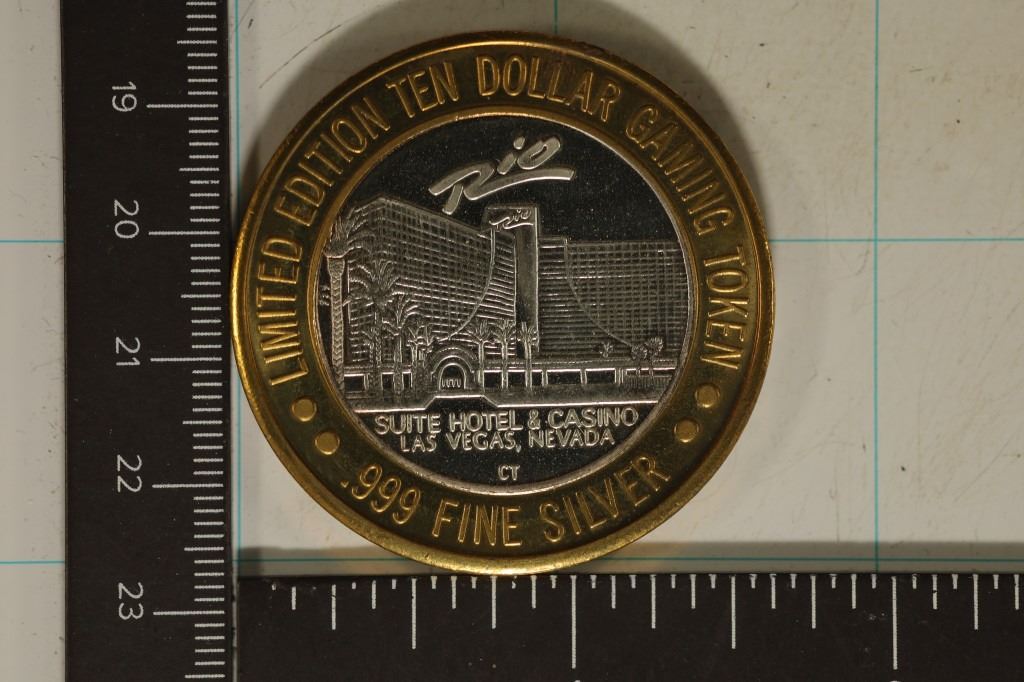 LIMITED EDITION TEN DOLLAR GAMING TOKEN
Rio
Rio
SUITE HOTEL & CASINO
LAS VEGAS, NEVADA
CT
.999 FINE SILVER
19
20
21
22
23